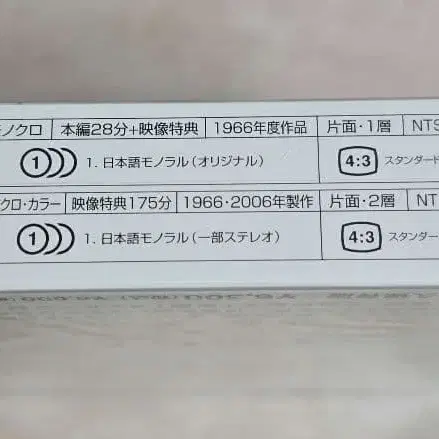 モノクロ 本編28分+映像特典 1966年度作品 片面・1層 NTS
1 1. 日本語モノラル(オリジナル) 4:3 スタンダード
クロ・カラー 映像特典175分 1966・2006年製作 片面・2層 NT
1 1. 日本語モノラル(一部ステレオ) 4:3 スタンダー